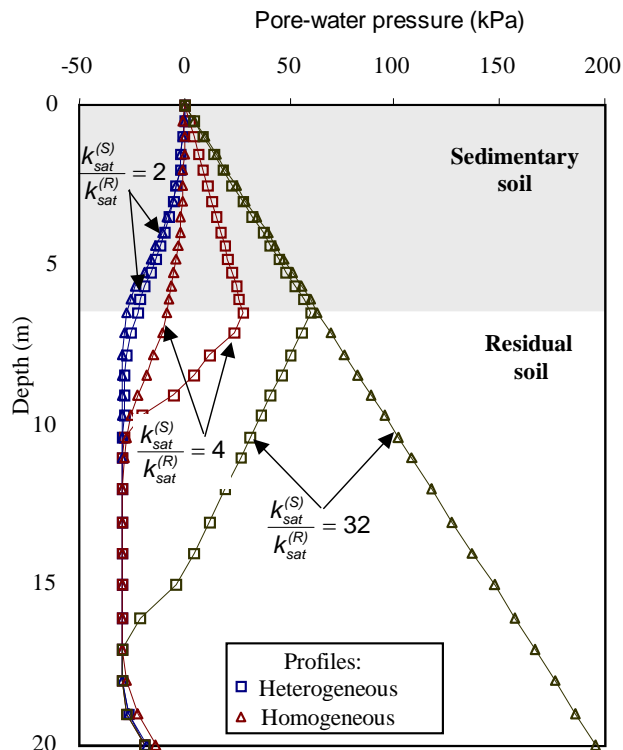 Pore-water pressure (kPa)
-50 0 50 100 150 200
0
5
10
15
20
Depth (m)
Sedimentary
soil
Residual
soil
k_sat^(S) / k_sat^(R) = 2
k_sat^(S) / k_sat^(R) = 4
k_sat^(S) / k_sat^(R) = 32
Profiles:
Heterogeneous
Homogeneous